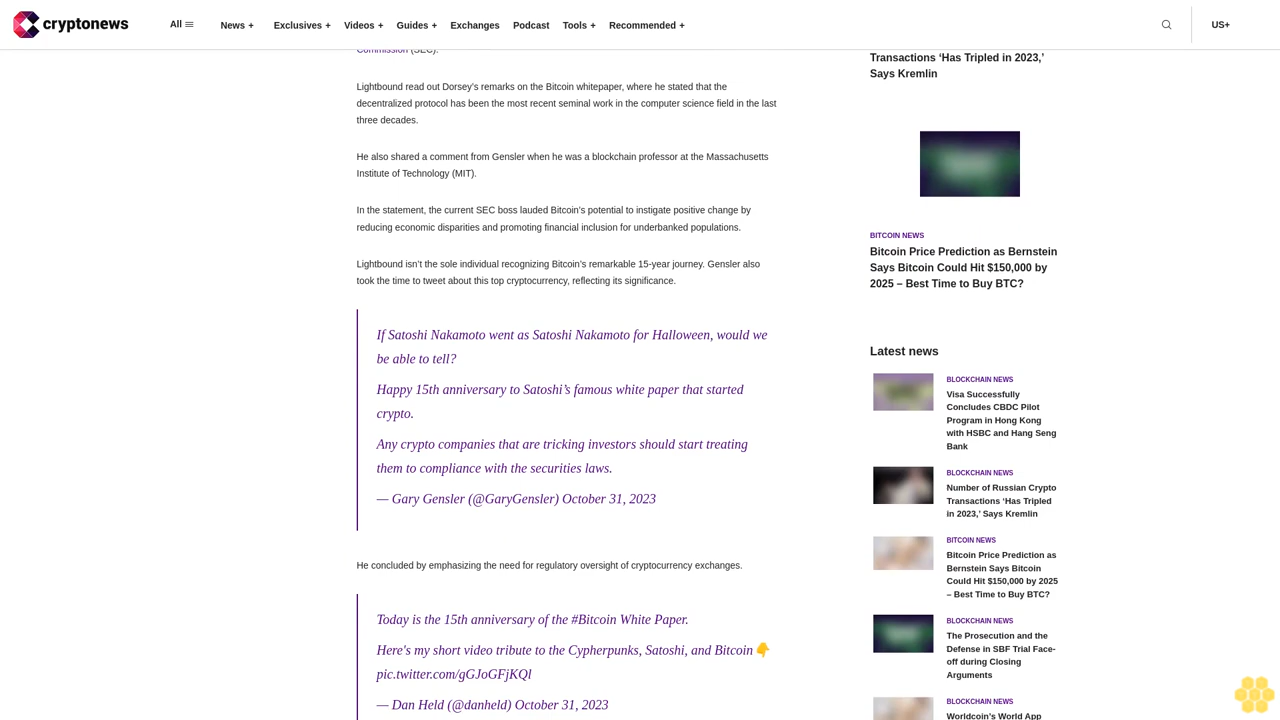 cryptonews
All
News +
Exclusives +
Videos +
Guides +
Exchanges
Podcast
Tools +
Recommended +
US+
Commission (SEC).
Lightbound read out Dorsey’s remarks on the Bitcoin whitepaper, where he stated that the
decentralized protocol has been the most recent seminal work in the computer science field in the last
three decades.
He also shared a comment from Gensler when he was a blockchain professor at the Massachusetts
Institute of Technology (MIT).
In the statement, the current SEC boss lauded Bitcoin’s potential to instigate positive change by
reducing economic disparities and promoting financial inclusion for underbanked populations.
Lightbound isn’t the sole individual recognizing Bitcoin’s remarkable 15-year journey. Gensler also
took the time to tweet about this top cryptocurrency, reflecting its significance.
If Satoshi Nakamoto went as Satoshi Nakamoto for Halloween, would we
be able to tell?
Happy 15th anniversary to Satoshi’s famous white paper that started
crypto.
Any crypto companies that are tricking investors should start treating
them to compliance with the securities laws.
— Gary Gensler (@GaryGensler) October 31, 2023
He concluded by emphasizing the need for regulatory oversight of cryptocurrency exchanges.
Today is the 15th anniversary of the #Bitcoin White Paper.
Here's my short video tribute to the Cypherpunks, Satoshi, and Bitcoin👇
pic.twitter.com/gGJoGFjKQl
— Dan Held (@danheld) October 31, 2023
Transactions ‘Has Tripled in 2023,’
Says Kremlin
BITCOIN NEWS
Bitcoin Price Prediction as Bernstein
Says Bitcoin Could Hit $150,000 by
2025 – Best Time to Buy BTC?
Latest news
BLOCKCHAIN NEWS
Visa Successfully
Concludes CBDC Pilot
Program in Hong Kong
with HSBC and Hang Seng
Bank
BLOCKCHAIN NEWS
Number of Russian Crypto
Transactions ‘Has Tripled
in 2023,’ Says Kremlin
BITCOIN NEWS
Bitcoin Price Prediction as
Bernstein Says Bitcoin
Could Hit $150,000 by 2025
– Best Time to Buy BTC?
BLOCKCHAIN NEWS
The Prosecution and the
Defense in SBF Trial Face-
off during Closing
Arguments
BLOCKCHAIN NEWS
Worldcoin’s World App